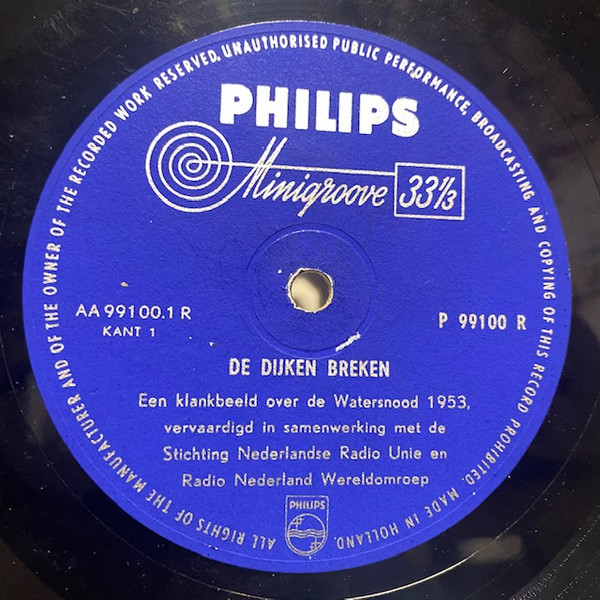 ALL RIGHTS OF THE MANUFACTURER AND OF THE OWNER OF THE RECORDED WORK RESERVED. UNAUTHORISED PUBLIC PERFORMANCE, BROADCASTING AND COPYING OF THIS RECORD PROHIBITED. MADE IN HOLLAND.
PHILIPS
Minigroove 33⅓
AA 99100.1 R
KANT 1
P 99100 R
DE DIJKEN BREKEN
Een klankbeeld over de Watersnood 1953,
vervaardigd in samenwerking met de
Stichting Nederlandse Radio Unie en
Radio Nederland Wereldomroep
PHILIPS